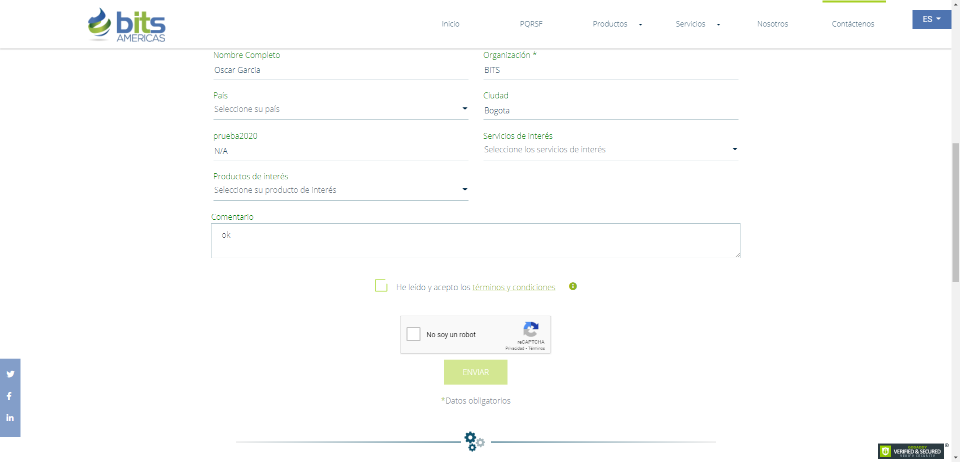 bits
AMERICAS
Inicio
PQRSF
Productos
Servicios
Nosotros
Contáctenos
ES
Nombre Completo
Oscar Garcia
Organización *
BITS
País
Seleccione su país
Ciudad
Bogota
prueba2020
N/A
Servicios de Interés
Seleccione los servicios de interés
Productos de Interés
Seleccione su producto de interés
Comentario
ok
He leido y acepto los términos y condiciones
No soy un robot
reCAPTCHA
Privacidad - Términos
ENVIAR
*Datos obligatorios
VERIFIED & SECURED